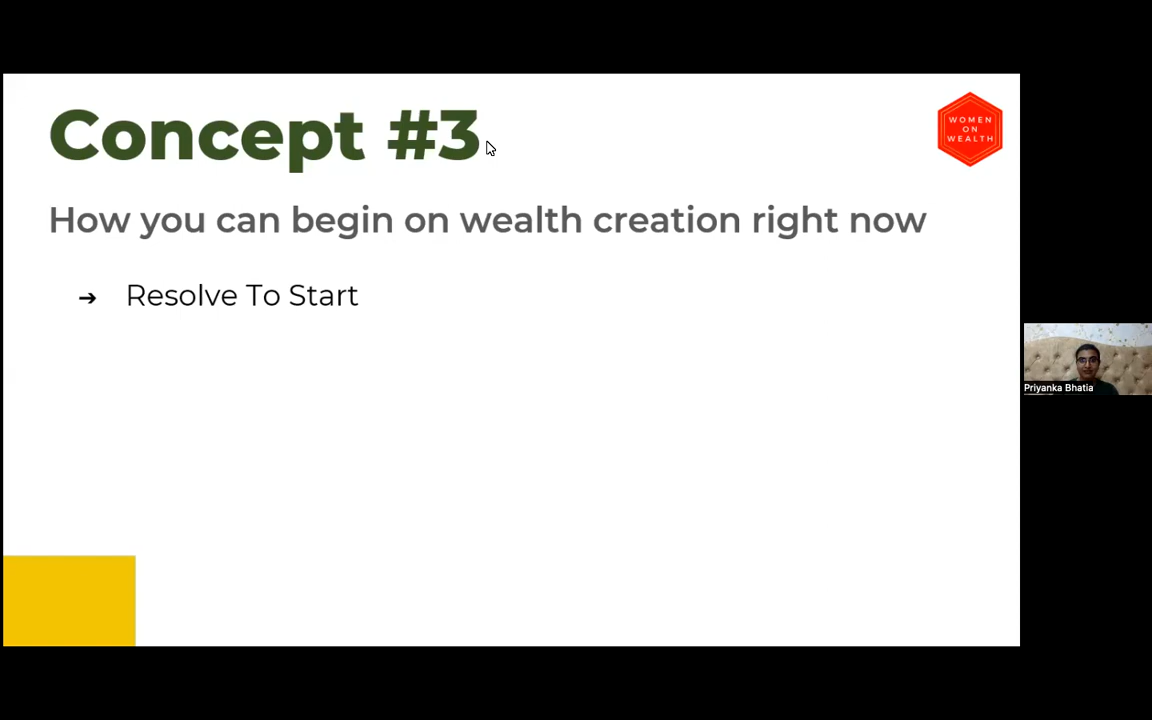 Concept #3
WOMEN
ON
WEALTH
How you can begin on wealth creation right now
➔ Resolve To Start
Priyanka Bhatia